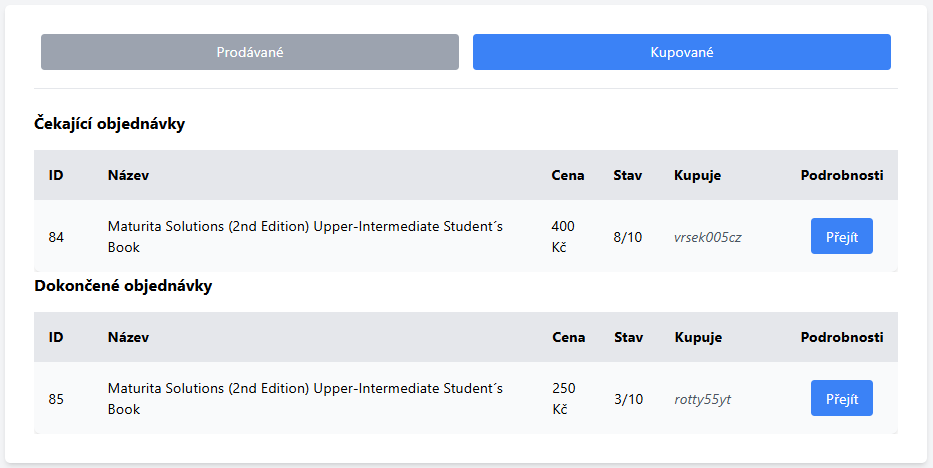 Prodávané Kupované
Čekající objednávky
ID Název Cena Stav Kupuje Podrobnosti
84 Maturita Solutions (2nd Edition) Upper-Intermediate Student´s Book 400 Kč 8/10 vrsek005cz Přejít
Dokončené objednávky
ID Název Cena Stav Kupuje Podrobnosti
85 Maturita Solutions (2nd Edition) Upper-Intermediate Student´s Book 250 Kč 3/10 rotty55yt Přejít